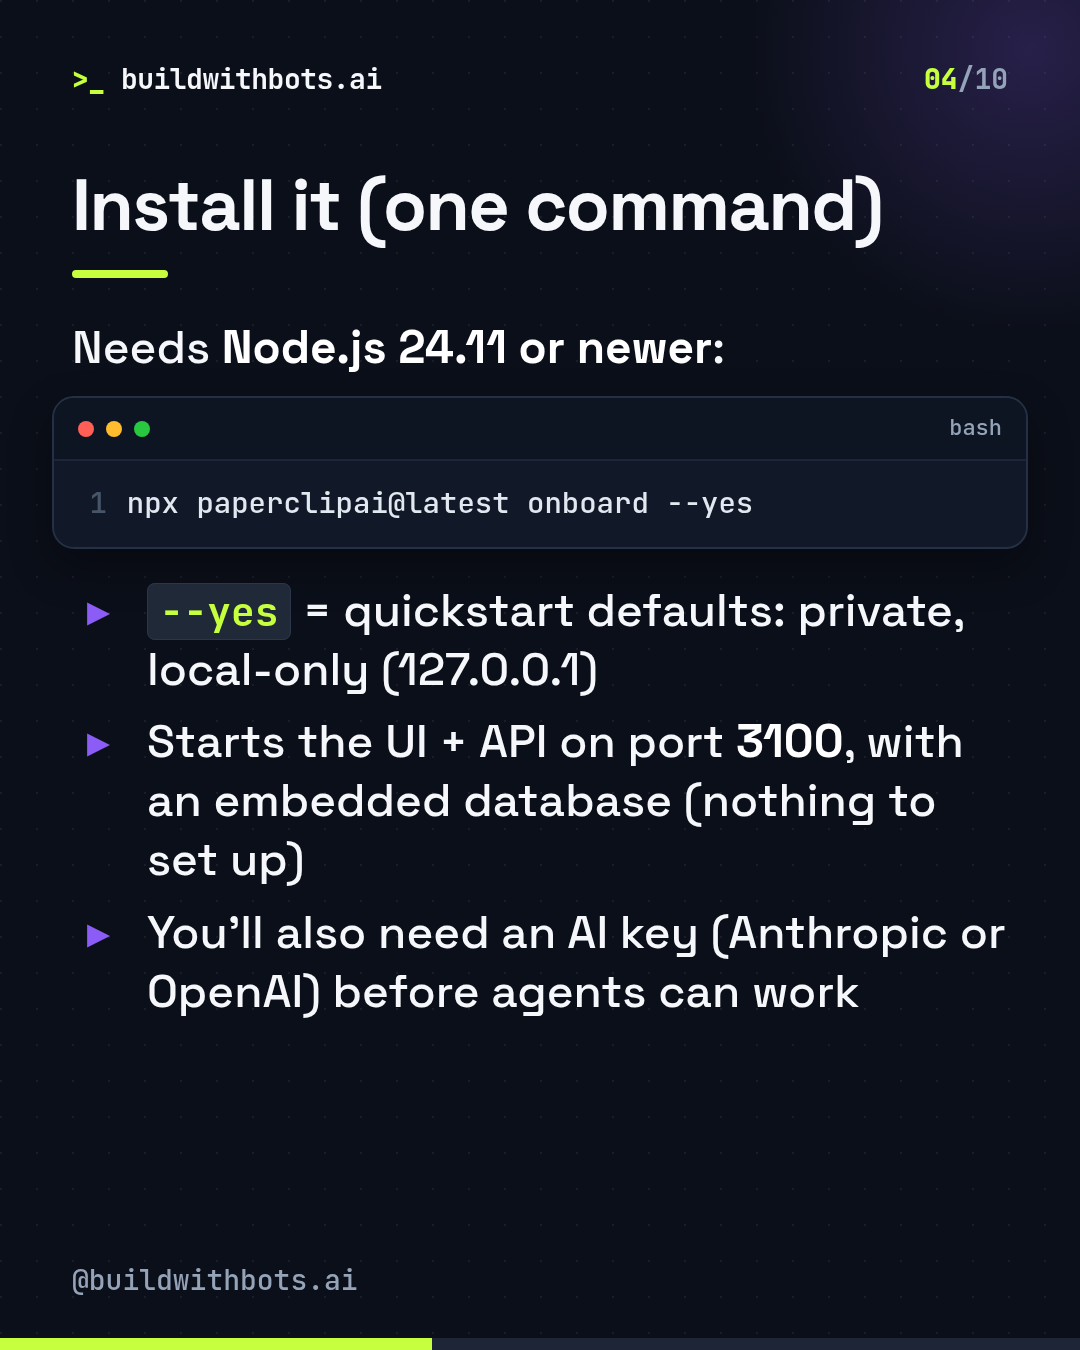 >_ buildwithbots.ai
04/10
Install it (one command)
Needs Node.js 24.11 or newer:
bash
1 npx paperclipai@latest onboard --yes
▶ --yes = quickstart defaults: private,
local-only (127.0.0.1)
▶ Starts the UI + API on port 3100, with
an embedded database (nothing to
set up)
▶ You’ll also need an AI key (Anthropic or
OpenAI) before agents can work
@buildwithbots.ai